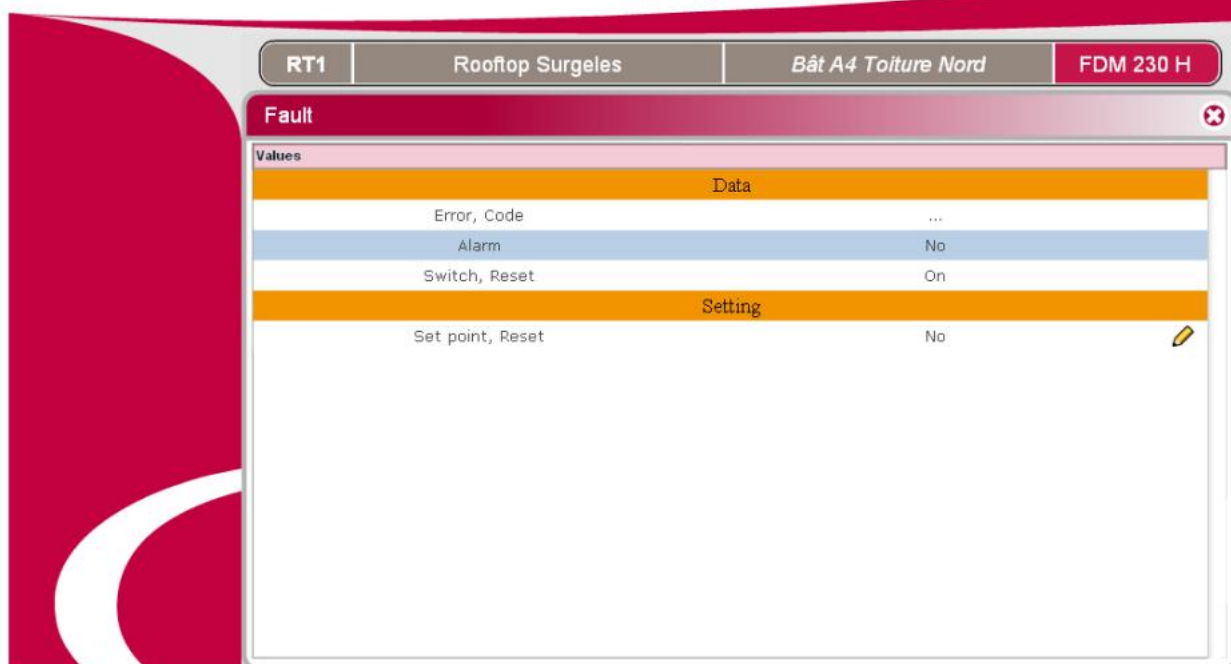 RT1 Rooftop Surgeles Bât A4 Toiture Nord FDM 230 H
Fault
Values
Data
Error, Code ...
Alarm No
Switch, Reset On
Setting
Set point, Reset No